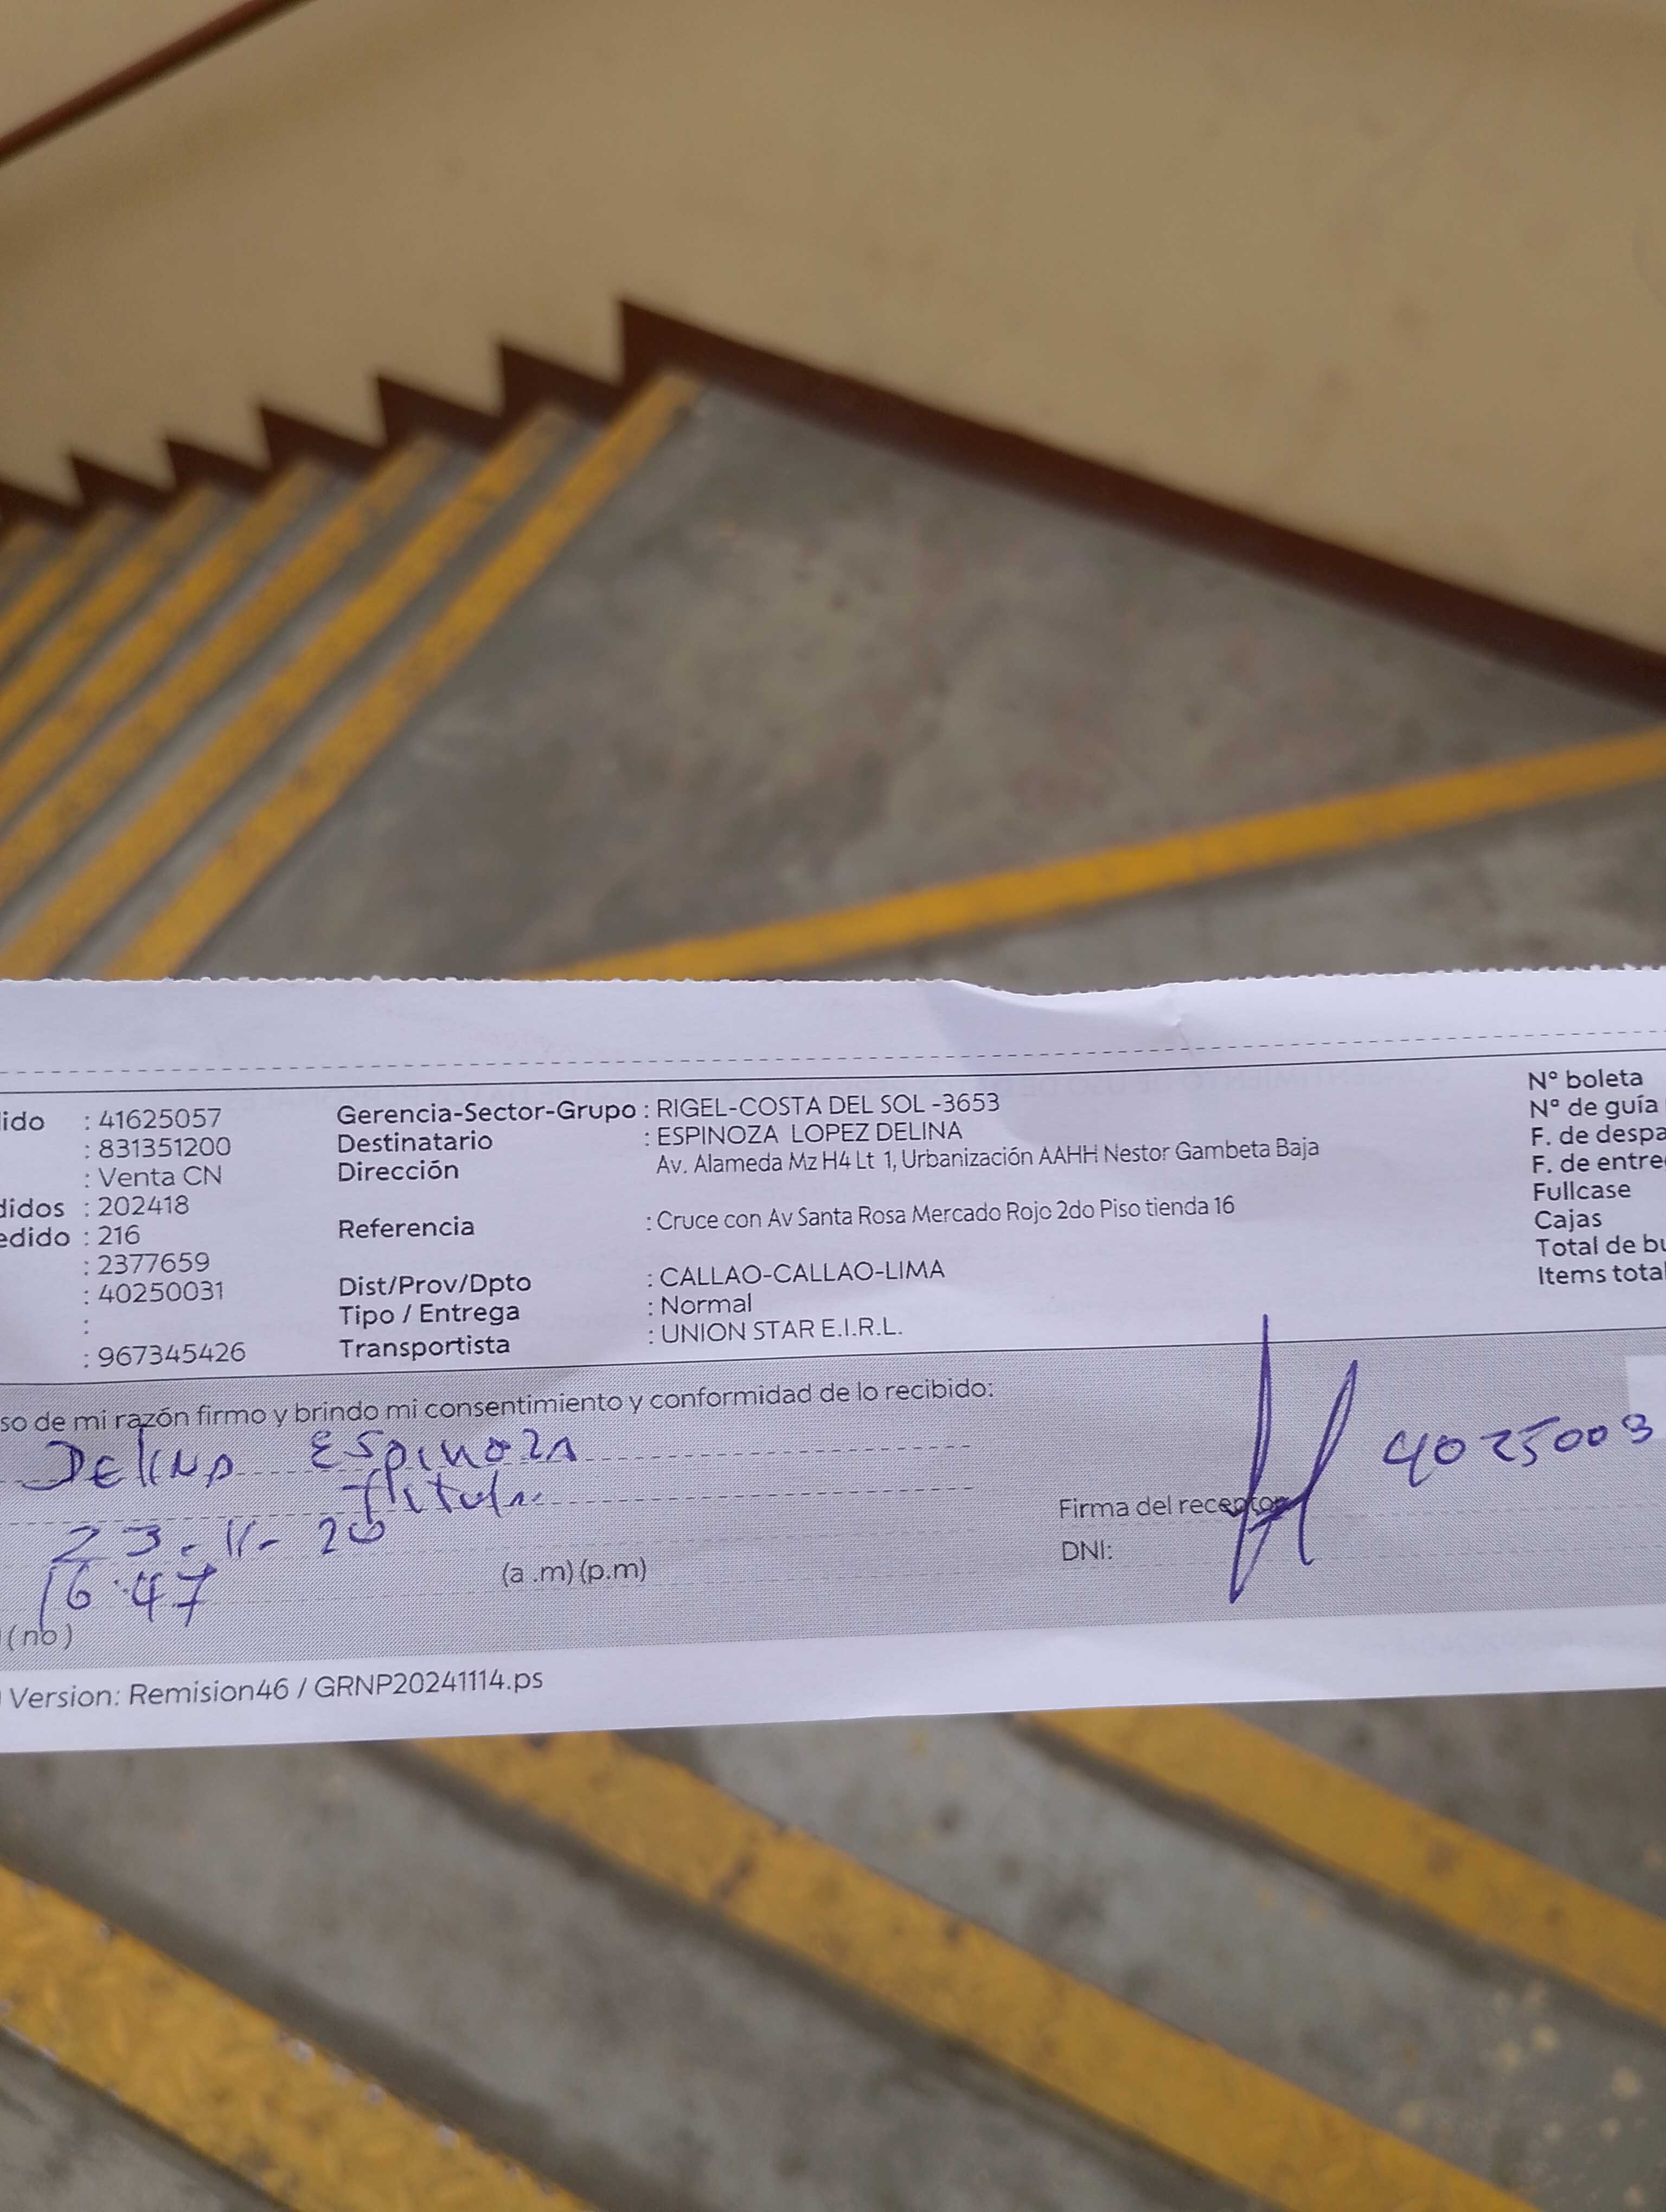 ido : 41625057
: 831351200
: Venta CN
didos : 202418
edido : 216
: 2377659
: 40250031
:
: 967345426
Gerencia-Sector-Grupo : RIGEL-COSTA DEL SOL -3653
Destinatario : ESPINOZA LOPEZ DELINA
Dirección Av. Alameda Mz H4 Lt 1, Urbanización AAHH Nestor Gambeta Baja
Referencia : Cruce con Av Santa Rosa Mercado Rojo 2do Piso tienda 16
Dist/Prov/Dpto : CALLAO-CALLAO-LIMA
Tipo / Entrega : Normal
Transportista : UNION STAR E.I.R.L.
N° boleta
N° de guía
F. de despa
F. de entre
Fullcase
Cajas
Total de bu
Items total
so de mi razón firmo y brindo mi consentimiento y conformidad de lo recibido:
DELINA ESPINOZA
23-11-20
16:47
(a .m) (p.m)
(no)
Firma del receptor 4025003
DNI:
Version: Remision46 / GRNP20241114.ps